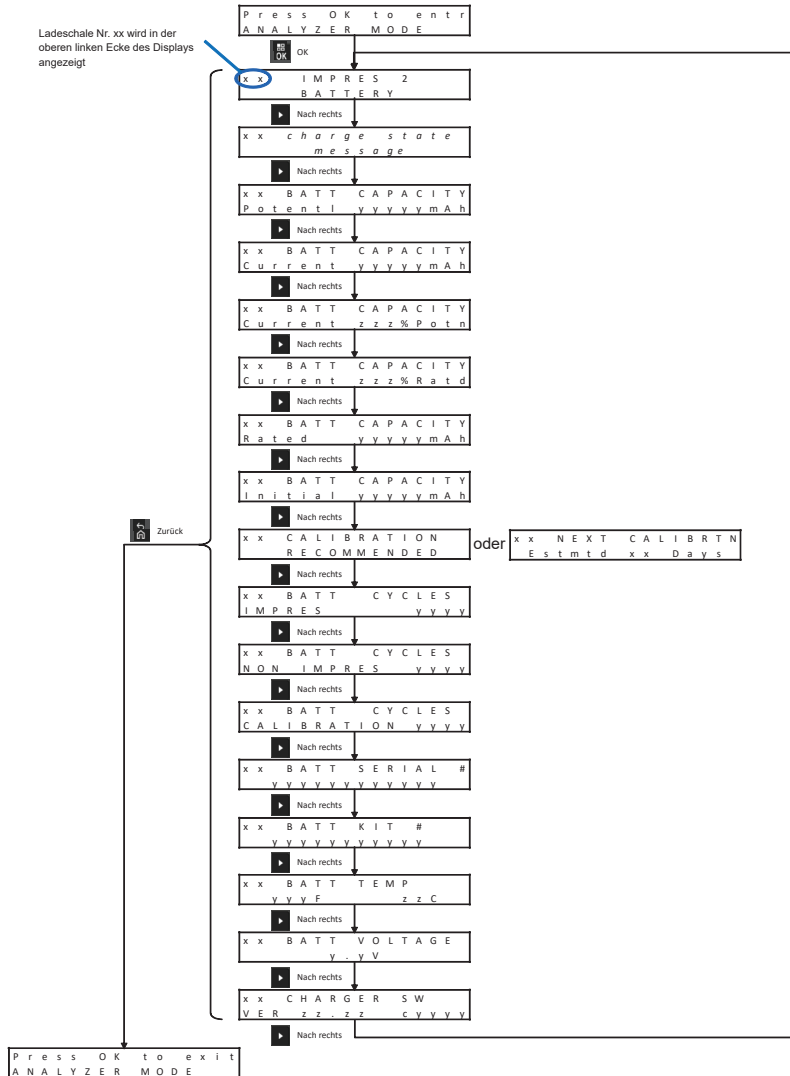 Press OK to entr
ANALYZER MODE
Ladeschale Nr. xx wird in der
oberen linken Ecke des Displays
angezeigt
OK
OK
xx IMPRES 2
BATTERY
Nach rechts
xx charge state
message
Nach rechts
xx BATT CAPACITY
Potentl yyyyymAh
Nach rechts
xx BATT CAPACITY
Current yyyyymAh
Nach rechts
xx BATT CAPACITY
Current zzz%Potn
Nach rechts
xx BATT CAPACITY
Current zzz%Ratd
Nach rechts
xx BATT CAPACITY
Rated yyyyymAh
Nach rechts
xx BATT CAPACITY
Initial yyyyymAh
Nach rechts
Zurück
xx CALIBRATION
RECOMMENDED
oder
xx NEXT CALIBRTN
Estmtd xx Days
Nach rechts
xx BATT CYCLES
IMPRES yyyy
Nach rechts
xx BATT CYCLES
NON IMPRES yyyy
Nach rechts
xx BATT CYCLES
CALIBRATION yyyy
Nach rechts
xx BATT SERIAL #
yyyyyyyyyyyy
Nach rechts
xx BATT KIT #
yyyyyyyyyyy
Nach rechts
xx BATT TEMP
yyyF zzC
Nach rechts
xx BATT VOLTAGE
y.yV
Nach rechts
xx CHARGER SW
VER zz.zz cyyyy
Nach rechts
Press OK to exit
ANALYZER MODE